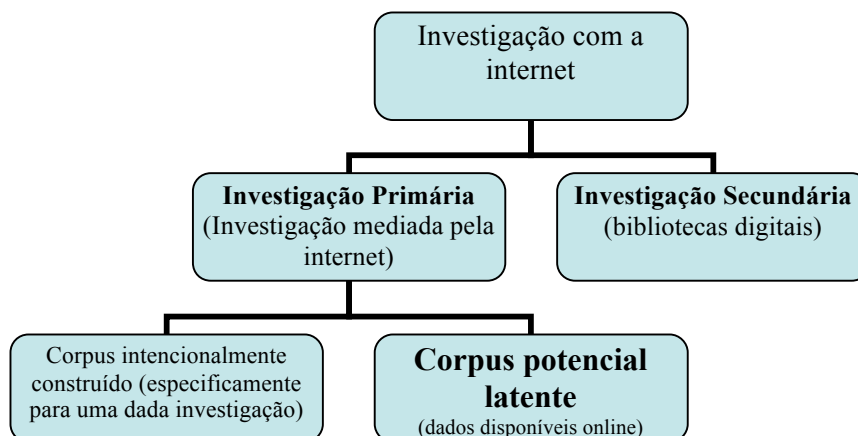 Investigação com a
internet
Investigação Primária
(Investigação mediada pela
internet)
Investigação Secundária
(bibliotecas digitais)
Corpus intencionalmente
construído (especificamente
para uma dada investigação)
Corpus potencial
latente
(dados disponíveis online)